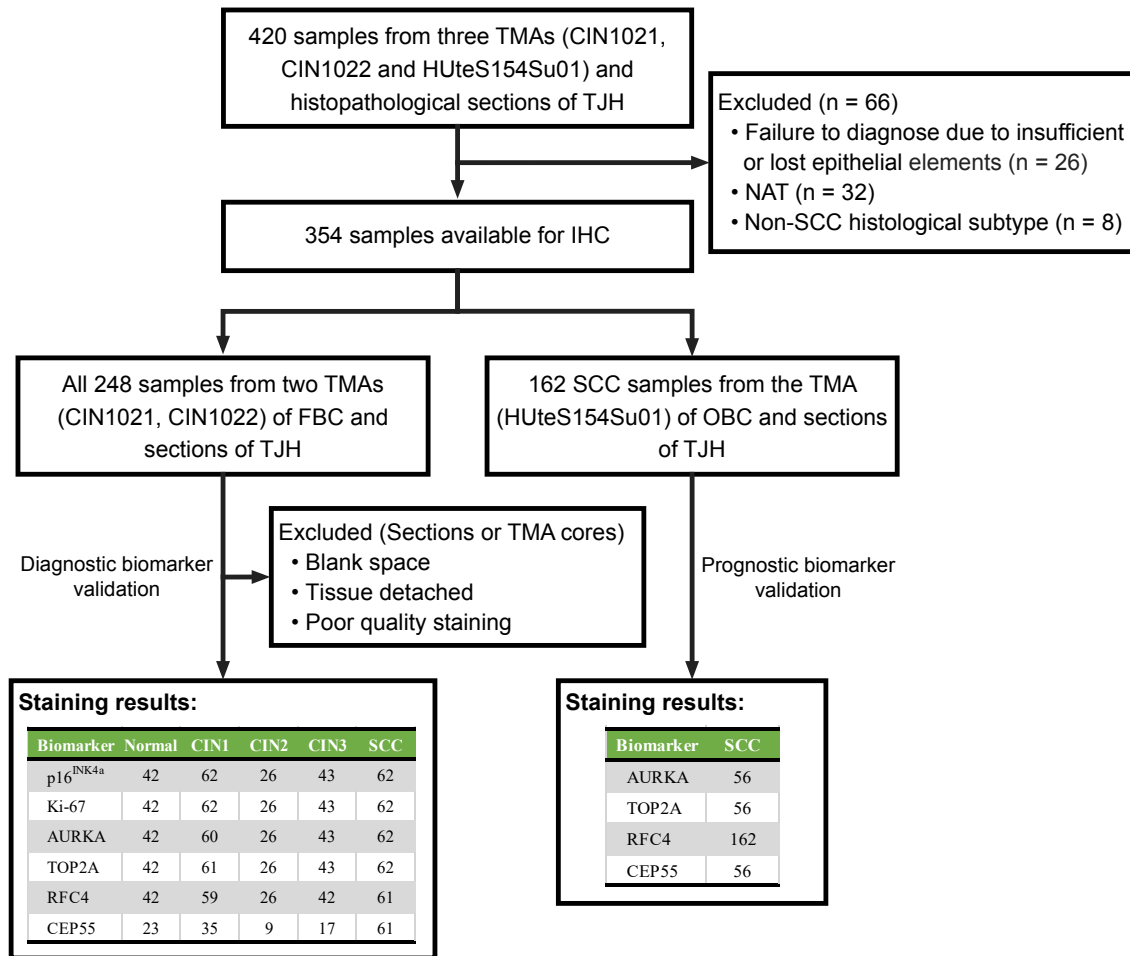 420 samples from three TMAs (CIN1021,
CIN1022 and HUteS154Su01) and
histopathological sections of TJH
Excluded (n = 66)
• Failure to diagnose due to insufficient
or lost epithelial elements (n = 26)
• NAT (n = 32)
• Non-SCC histological subtype (n = 8)
354 samples available for IHC
All 248 samples from two TMAs
(CIN1021, CIN1022) of FBC and
sections of TJH
162 SCC samples from the TMA
(HUteS154Su01) of OBC and sections
of TJH
Diagnostic biomarker
validation
Excluded (Sections or TMA cores)
• Blank space
• Tissue detached
• Poor quality staining
Prognostic biomarker
validation
Staining results:
Biomarker Normal CIN1 CIN2 CIN3 SCC
p16INK4a 42 62 26 43 62
Ki-67 42 62 26 43 62
AURKA 42 60 26 43 62
TOP2A 42 61 26 43 62
RFC4 42 59 26 42 61
CEP55 23 35 9 17 61
Staining results:
Biomarker SCC
AURKA 56
TOP2A 56
RFC4 162
CEP55 56